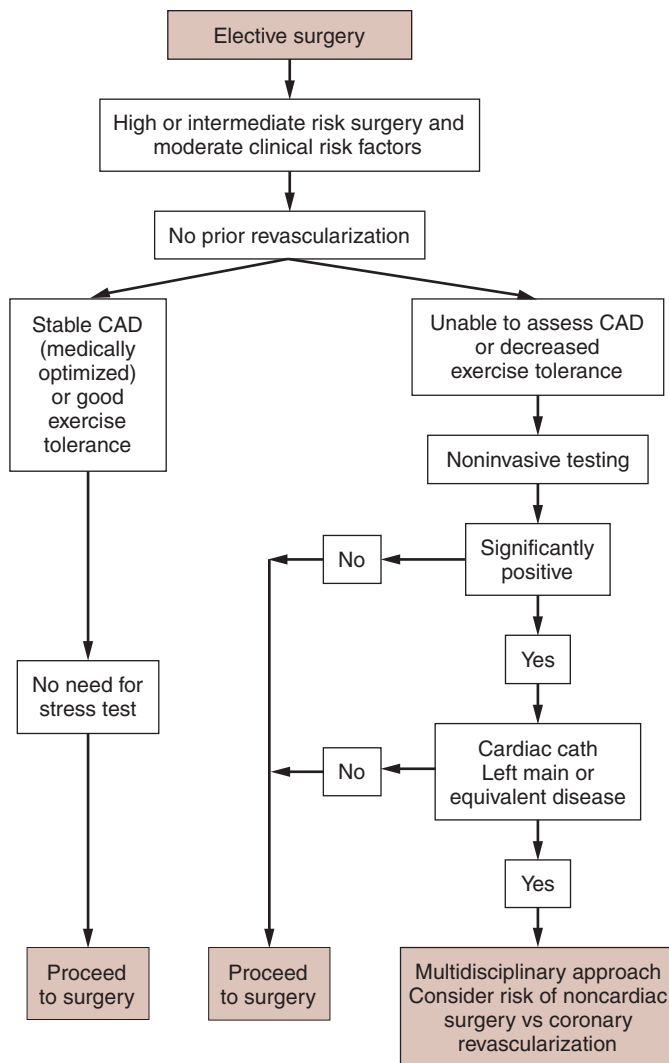 Elective surgery
High or intermediate risk surgery and
moderate clinical risk factors
No prior revascularization
Stable CAD
(medically
optimized)
or good
exercise
tolerance
Unable to assess CAD
or decreased
exercise tolerance
Noninvasive testing
No
Significantly
positive
Yes
No need for
stress test
No
Cardiac cath
Left main or
equivalent disease
Yes
Proceed
to surgery
Proceed
to surgery
Multidisciplinary approach
Consider risk of noncardiac
surgery vs coronary
revascularization